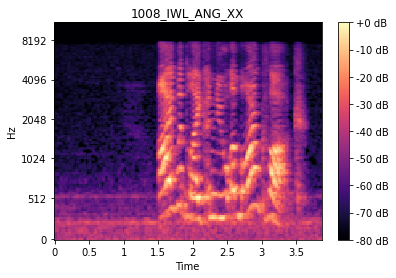 1008_IWL_ANG_XX
+0 dB
8192
-10 dB
-20 dB
4096
-30 dB
Hz
2048
-40 dB
1024
-50 dB
-60 dB
512
-70 dB
0
-80 dB
0 0.5 1 1.5 2 2.5 3 3.5
Time